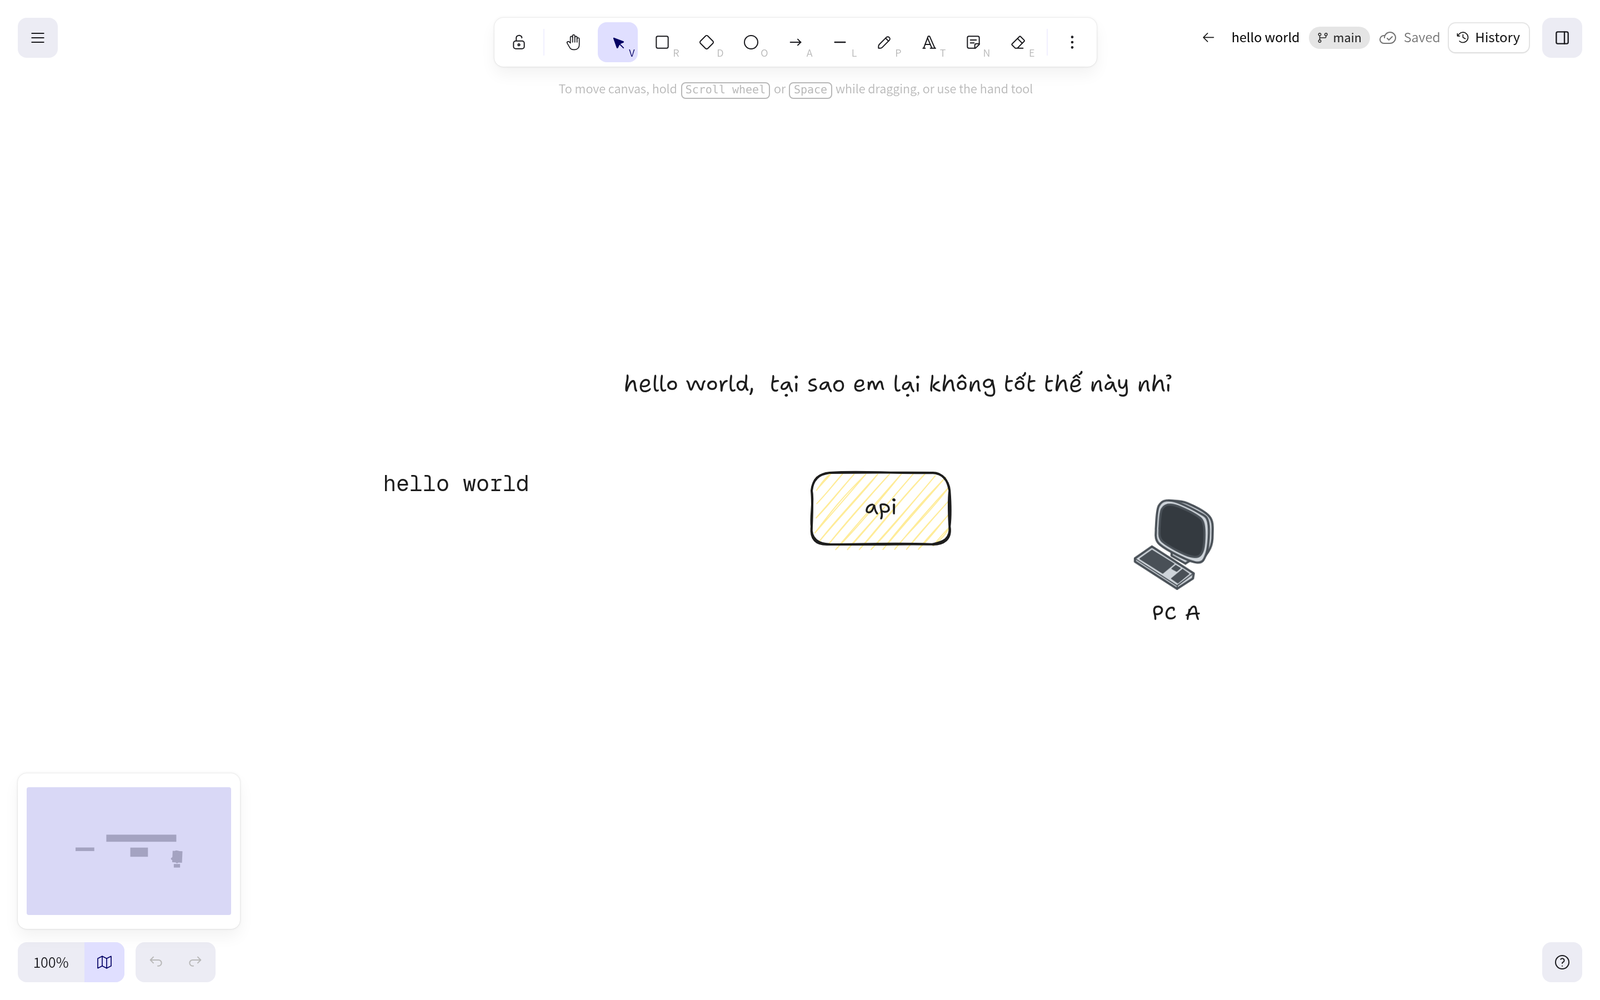 hello world
main
Saved
History
V
R
D
O
A
L
P
T
N
E
To move canvas, hold Scroll wheel or Space while dragging, or use the hand tool
hello world,  tại sao em lại không tốt thế này nhỉ
hello world
api
PC A
100%